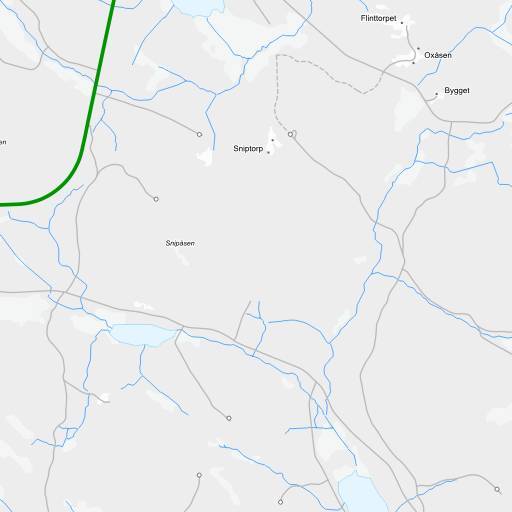 Flinttorpet
Oxåsen
Bygget
Sniptorp
Snipåsen